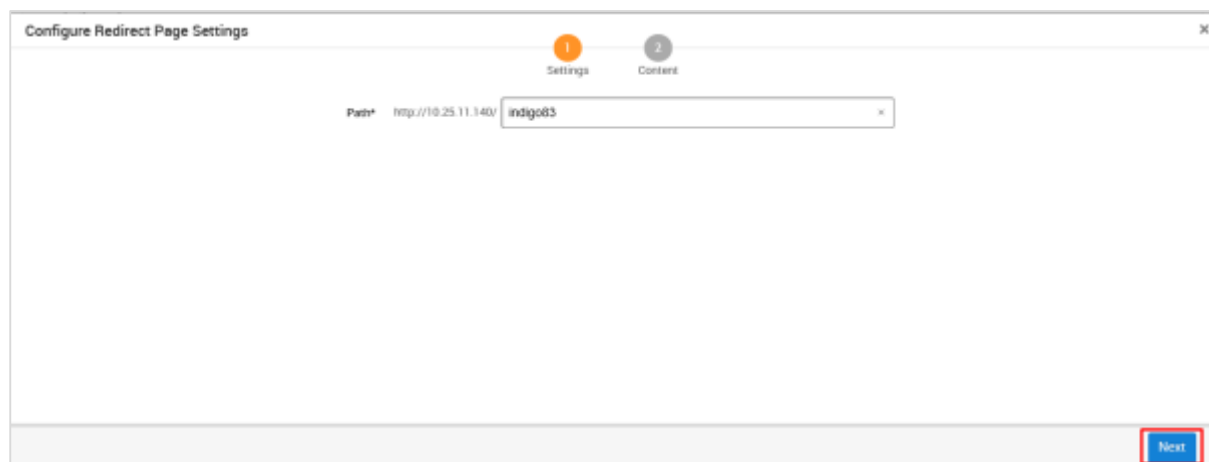 Configure Redirect Page Settings ×
1 2
Settings Content
Path* http://10.25.11.140/ indigo83 ×
Next